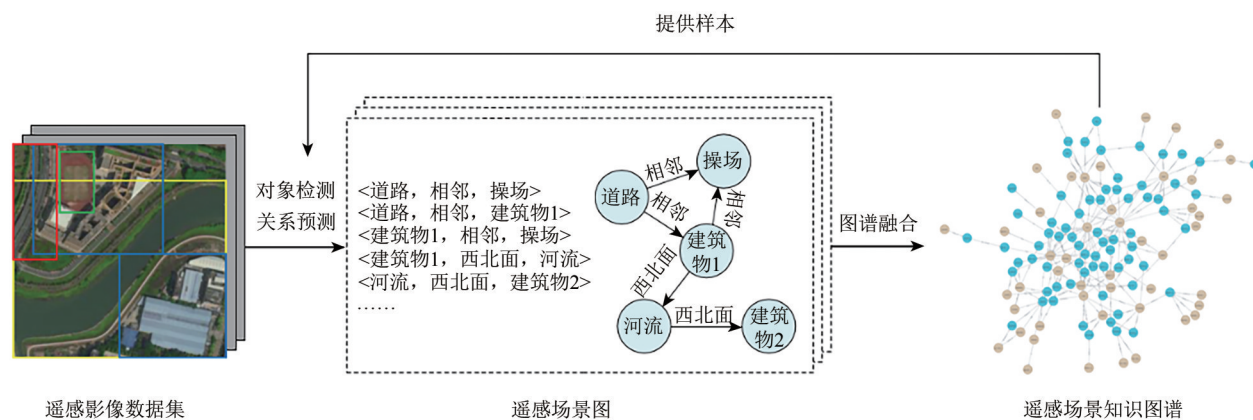 提供样本
对象检测
关系预测
<道路，相邻，操场>
<道路，相邻，建筑物1>
<建筑物1，相邻，操场>
<建筑物1，西北面，河流>
<河流，西北面，建筑物2>
……
操场
相邻
道路
相邻
相邻
建筑
物1
西北面
河流
西北面
建筑
物2
图谱融合
遥感影像数据集
遥感场景图
遥感场景知识图谱